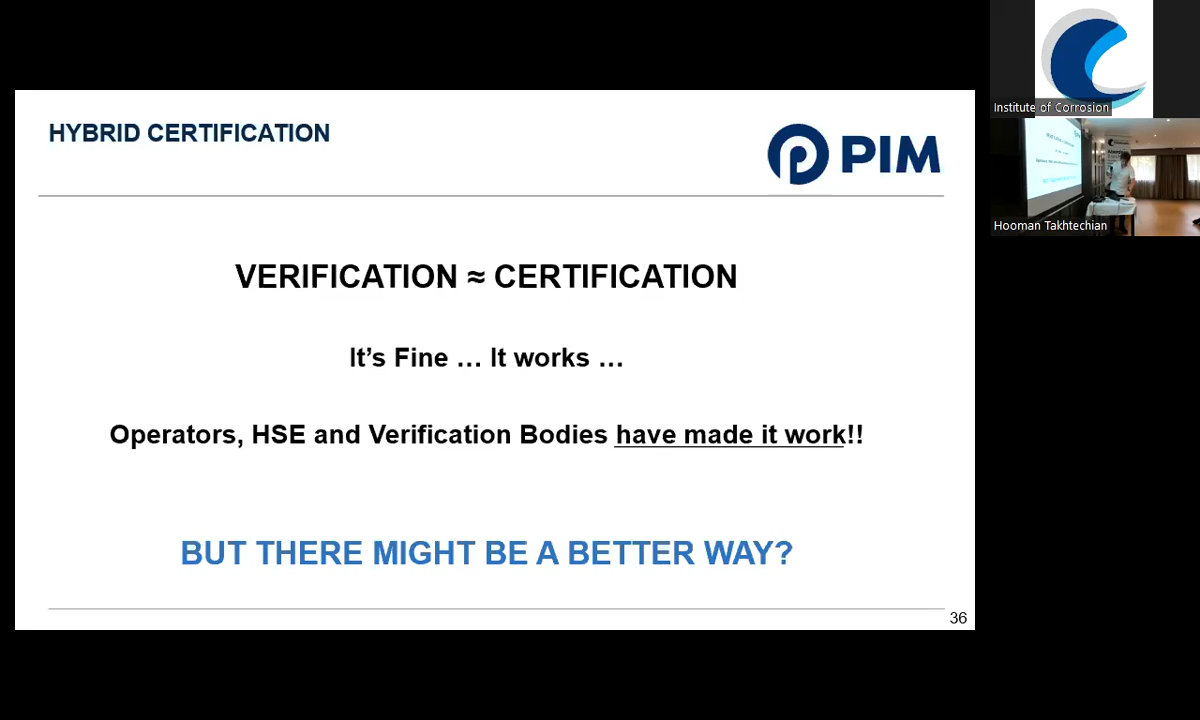 HYBRID CERTIFICATION
PIM
VERIFICATION ≈ CERTIFICATION
It's Fine … It works …
Operators, HSE and Verification Bodies have made it work!!
BUT THERE MIGHT BE A BETTER WAY?
36
Institute of Corrosion
Hooman Takhtechian